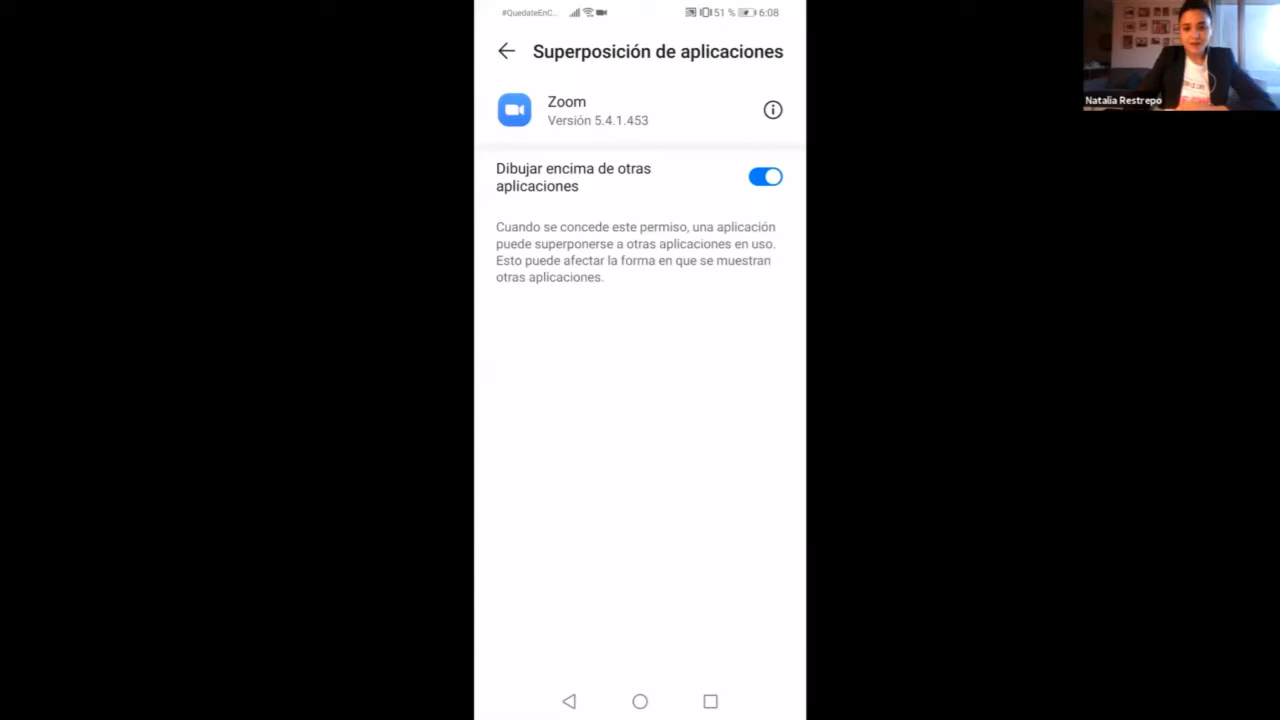 #QuedateEnC... 51 % 6:08
Superposición de aplicaciones
Zoom
Versión 5.4.1.453
Dibujar encima de otras
aplicaciones
Cuando se concede este permiso, una aplicación
puede superponerse a otras aplicaciones en uso.
Esto puede afectar la forma en que se muestran
otras aplicaciones.
Natalia Restrepo